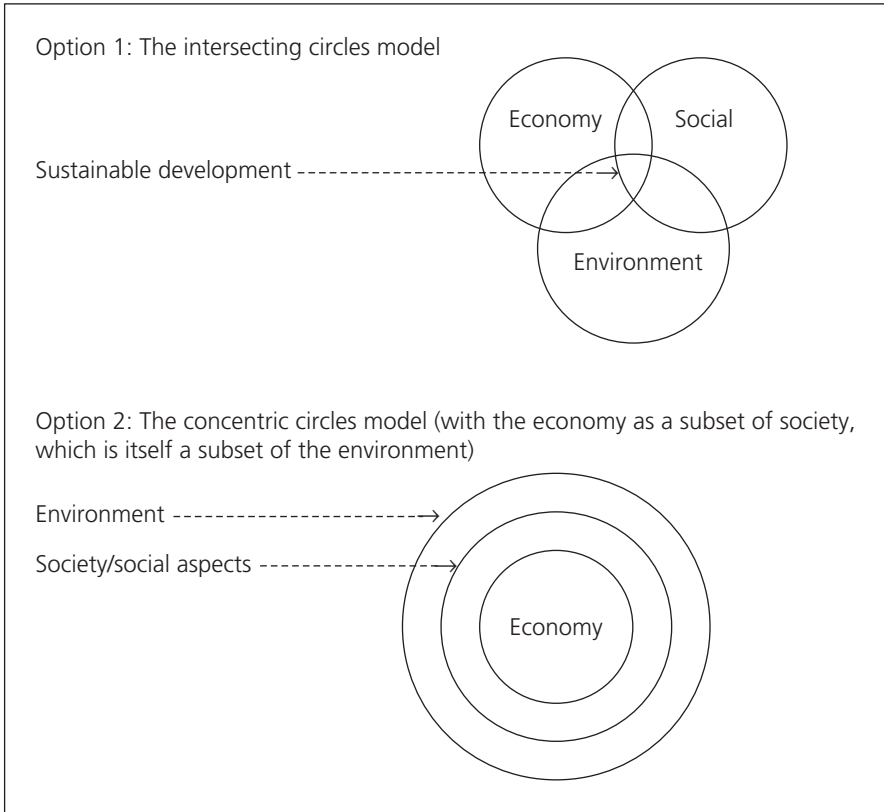 Option 1: The intersecting circles model
Economy
Social
Sustainable development
Environment
Option 2: The concentric circles model (with the economy as a subset of society,
which is itself a subset of the environment)
Environment
Society/social aspects
Economy